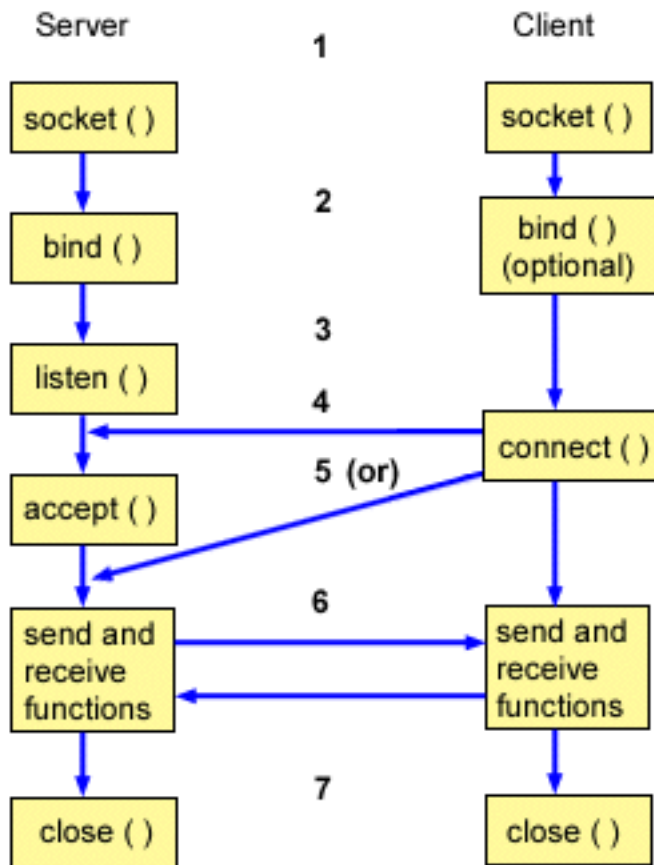 Server
1
Client
socket ( )
socket ( )
2
bind ( )
bind ( )
(optional)
3
listen ( )
4
connect ( )
5 (or)
accept ( )
6
send and
receive
functions
send and
receive
functions
7
close ( )
close ( )